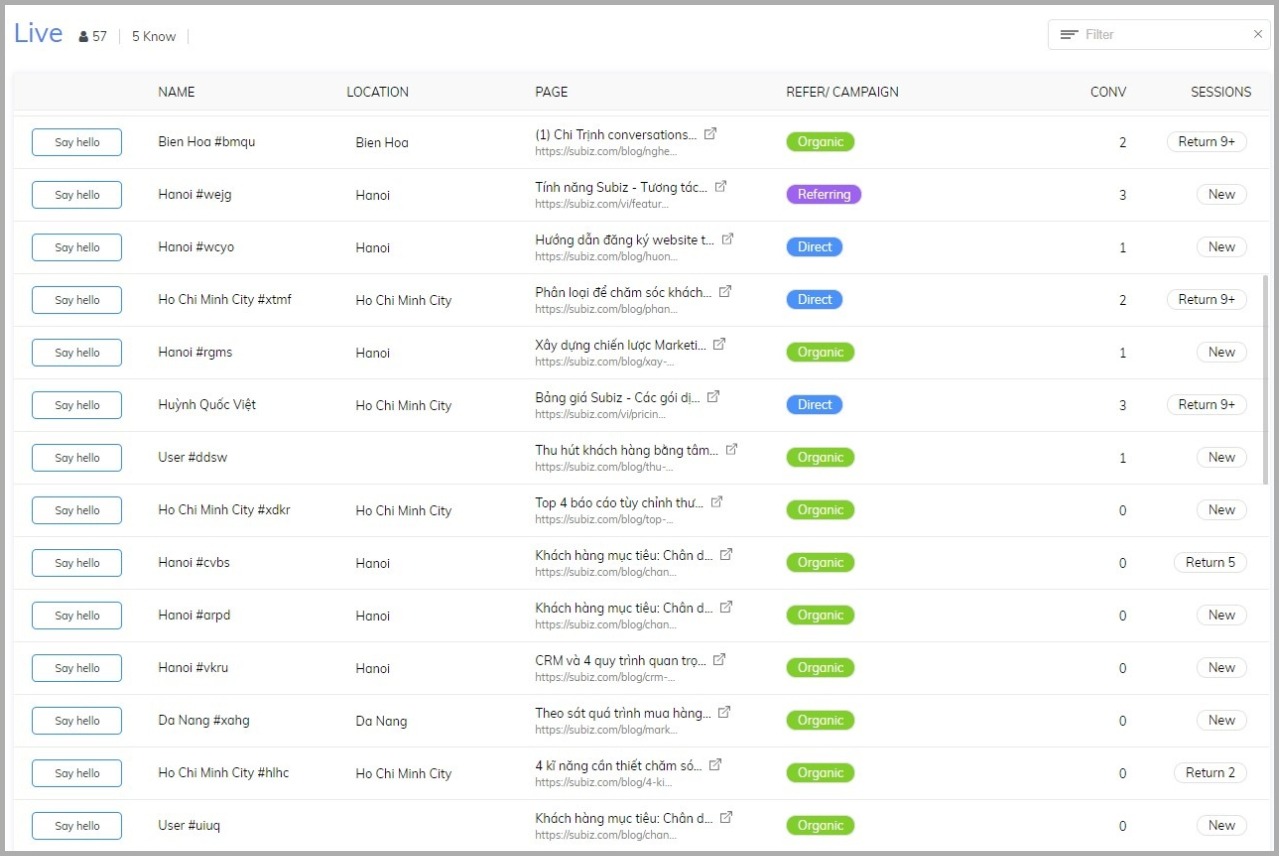 Live 57 5 Know Filter
NAME LOCATION PAGE REFER/ CAMPAIGN CONV SESSIONS
Say hello Bien Hoa #bmqu Bien Hoa (1) Chi Trịnh conversations... Organic 2 Return 9+
https://subiz.com/blog/nghe...
Say hello Hanoi #wejg Hanoi Tính năng Subiz - Tương tác... Referring 3 New
https://subiz.com/vi/featur...
Say hello Hanoi #wcyo Hanoi Hướng dẫn đăng ký website t... Direct 1 New
https://subiz.com/blog/huon...
Say hello Ho Chi Minh City #xtmf Ho Chi Minh City Phân loại để chăm sóc khách... Direct 2 Return 9+
https://subiz.com/blog/phan...
Say hello Hanoi #rgms Hanoi Xây dựng chiến lược Marketi... Organic 1 New
https://subiz.com/blog/xay-...
Say hello Huỳnh Quốc Việt Ho Chi Minh City Bảng giá Subiz - Các gói dị... Direct 3 Return 9+
https://subiz.com/vi/pricin...
Say hello User #ddsw Thu hút khách hàng bằng tâm... Organic 1 New
https://subiz.com/blog/thu-...
Say hello Ho Chi Minh City #xdkr Ho Chi Minh City Top 4 báo cáo tùy chỉnh thư... Organic 0 New
https://subiz.com/blog/top-...
Say hello Hanoi #cvbs Hanoi Khách hàng mục tiêu: Chân d... Organic 0 Return 5
https://subiz.com/blog/chan...
Say hello Hanoi #arpd Hanoi Khách hàng mục tiêu: Chân d... Organic 0 New
https://subiz.com/blog/chan...
Say hello Hanoi #vkru Hanoi CRM và 4 quy trình quan trọ... Organic 0 New
https://subiz.com/blog/crm-...
Say hello Da Nang #xahg Da Nang Theo sát quá trình mua hàng... Organic 0 New
https://subiz.com/blog/mark...
Say hello Ho Chi Minh City #hlhc Ho Chi Minh City 4 kĩ năng cần thiết chăm só... Organic 0 Return 2
https://subiz.com/blog/4-ki...
Say hello User #uiuq Khách hàng mục tiêu: Chân d... Organic 0 New
https://subiz.com/blog/chan...